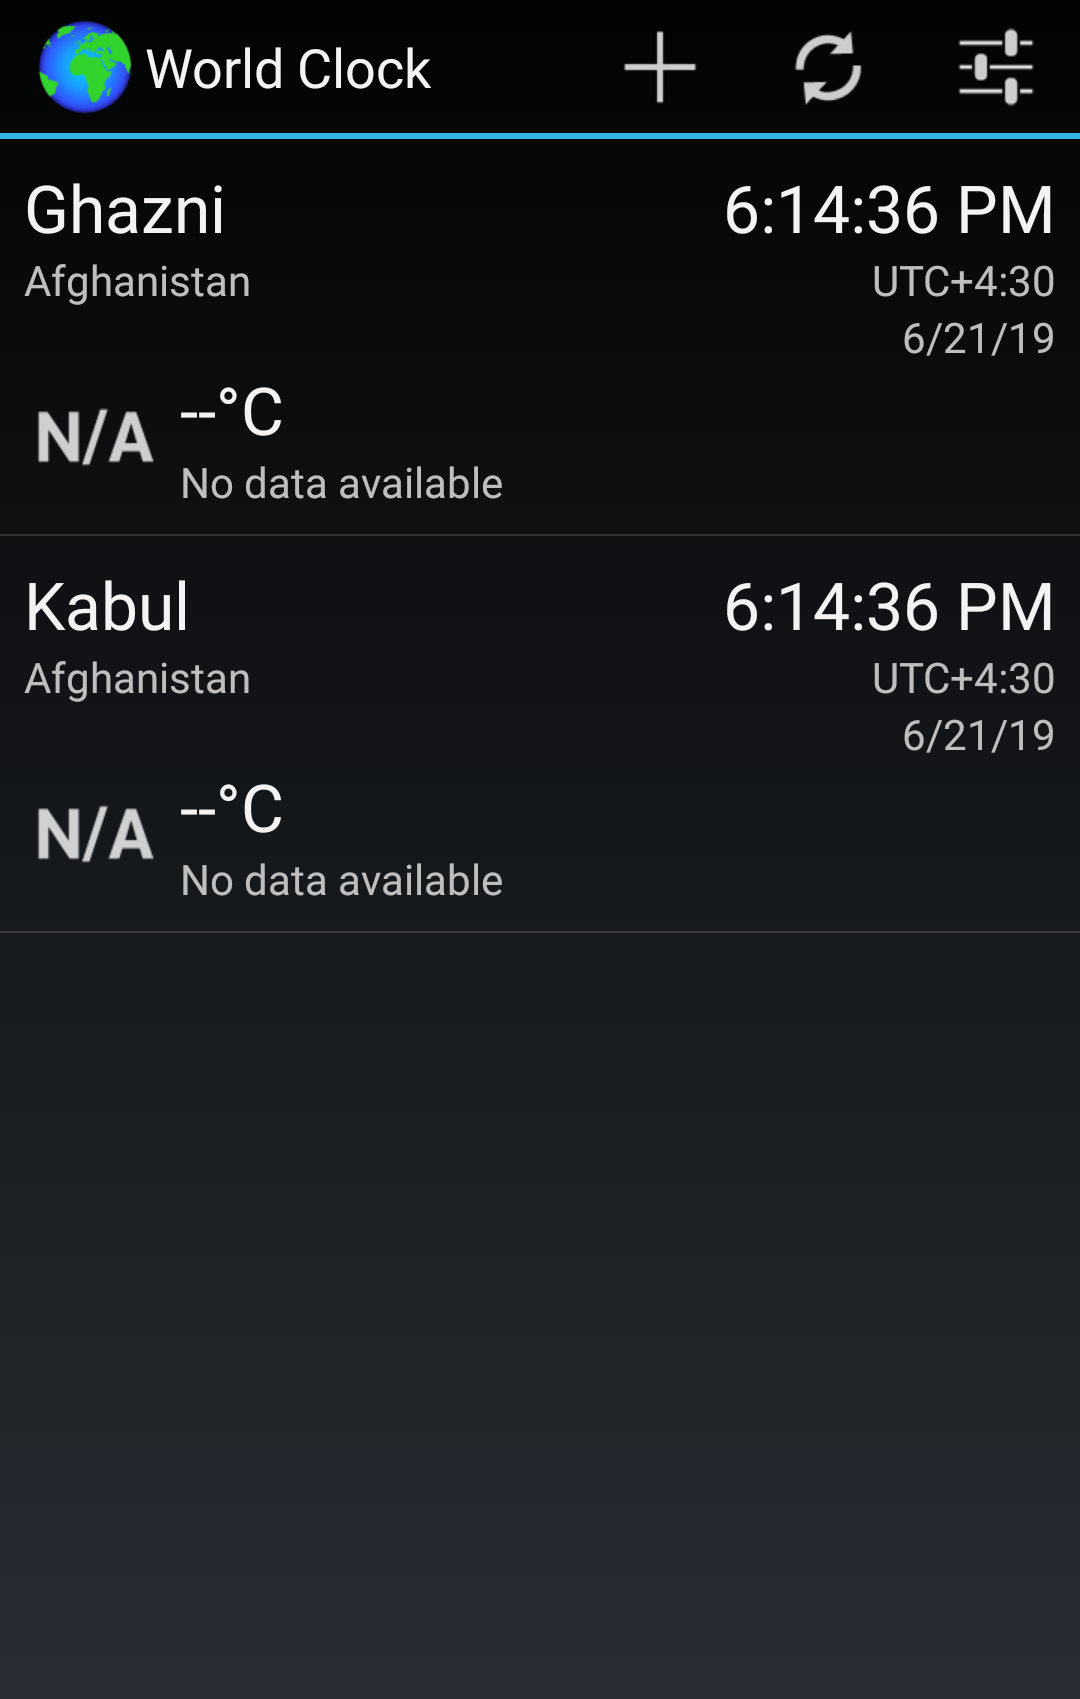 World Clock
Ghazni 6:14:36 PM
Afghanistan UTC+4:30
6/21/19
--°C
N/A
No data available
Kabul 6:14:36 PM
Afghanistan UTC+4:30
6/21/19
--°C
N/A
No data available